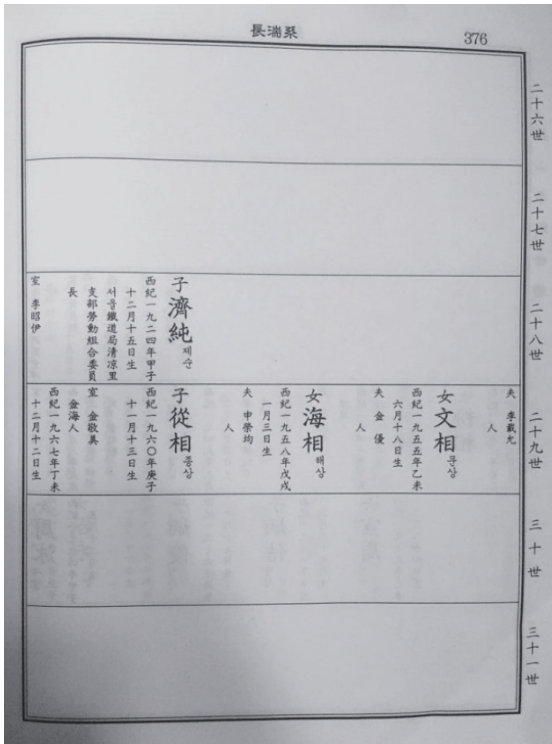 長湍系
376
二十六世
二十七世
二十八世
子 濟純 제순
西紀一九二四年甲子
十二月十五日生
서울鐵道局清凉里
支部勞動組合委員
長
室 李昭伊
二十九世
夫 李載允
人
女 文相 문상
西紀一九五五年乙未
六月十八日生
夫 金優
人
女 海相 해상
西紀一九五八年戊戌
一月三日生
夫 申榮均
人
子 從相 종상
西紀一九六〇年庚子
十一月十三日生
室 金敬美
金海人
西紀一九六七年丁未
十二月十二日生
三十世
三十一世